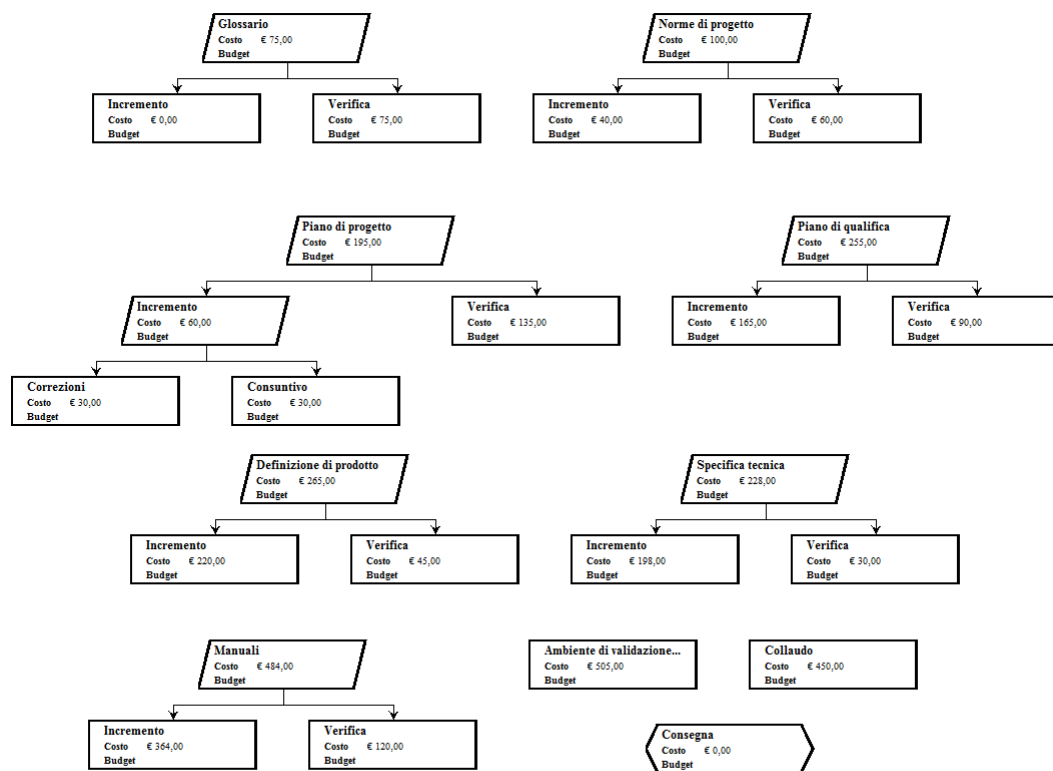 Glossario
Costo € 75,00
Budget
Norme di progetto
Costo € 100,00
Budget
Incremento
Costo € 0,00
Budget
Verifica
Costo € 75,00
Budget
Incremento
Costo € 40,00
Budget
Verifica
Costo € 60,00
Budget
Piano di progetto
Costo € 195,00
Budget
Piano di qualifica
Costo € 255,00
Budget
Incremento
Costo € 60,00
Budget
Verifica
Costo € 135,00
Budget
Incremento
Costo € 165,00
Budget
Verifica
Costo € 90,00
Budget
Correzioni
Costo € 30,00
Budget
Consuntivo
Costo € 30,00
Budget
Definizione di prodotto
Costo € 265,00
Budget
Specifica tecnica
Costo € 228,00
Budget
Incremento
Costo € 220,00
Budget
Verifica
Costo € 45,00
Budget
Incremento
Costo € 198,00
Budget
Verifica
Costo € 30,00
Budget
Manuali
Costo € 484,00
Budget
Ambiente di validazione...
Costo € 505,00
Budget
Collaudo
Costo € 450,00
Budget
Incremento
Costo € 364,00
Budget
Verifica
Costo € 120,00
Budget
Consegna
Costo € 0,00
Budget